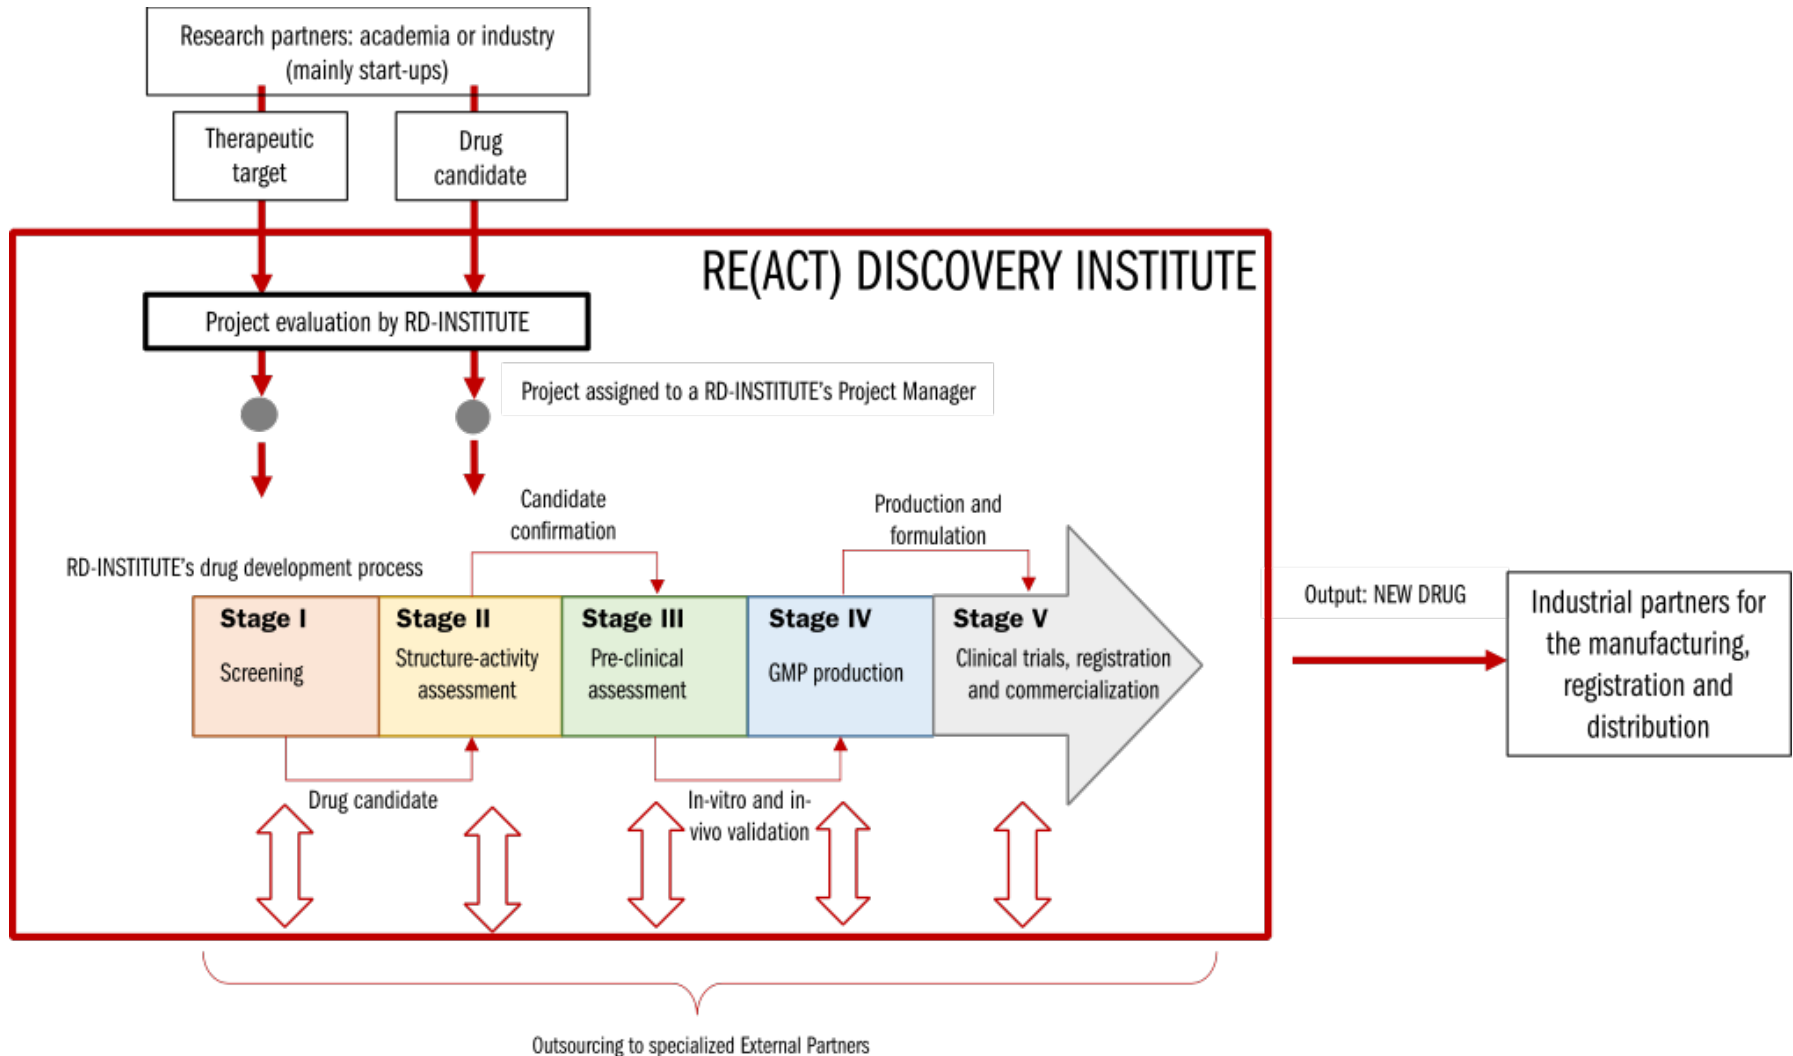 Research partners: academia or industry
(mainly start-ups)
Therapeutic
target
Drug
candidate
RE(ACT) DISCOVERY INSTITUTE
Project evaluation by RD-INSTITUTE
Project assigned to a RD-INSTITUTE's Project Manager
Candidate
confirmation
Production and
formulation
RD-INSTITUTE's drug development process
Stage I
Screening
Stage II
Structure-activity
assessment
Stage III
Pre-clinical
assessment
Stage IV
GMP production
Stage V
Clinical trials, registration
and commercialization
Drug candidate
In-vitro and in-
vivo validation
Output: NEW DRUG
Industrial partners for
the manufacturing,
registration and
distribution
Outsourcing to specialized External Partners